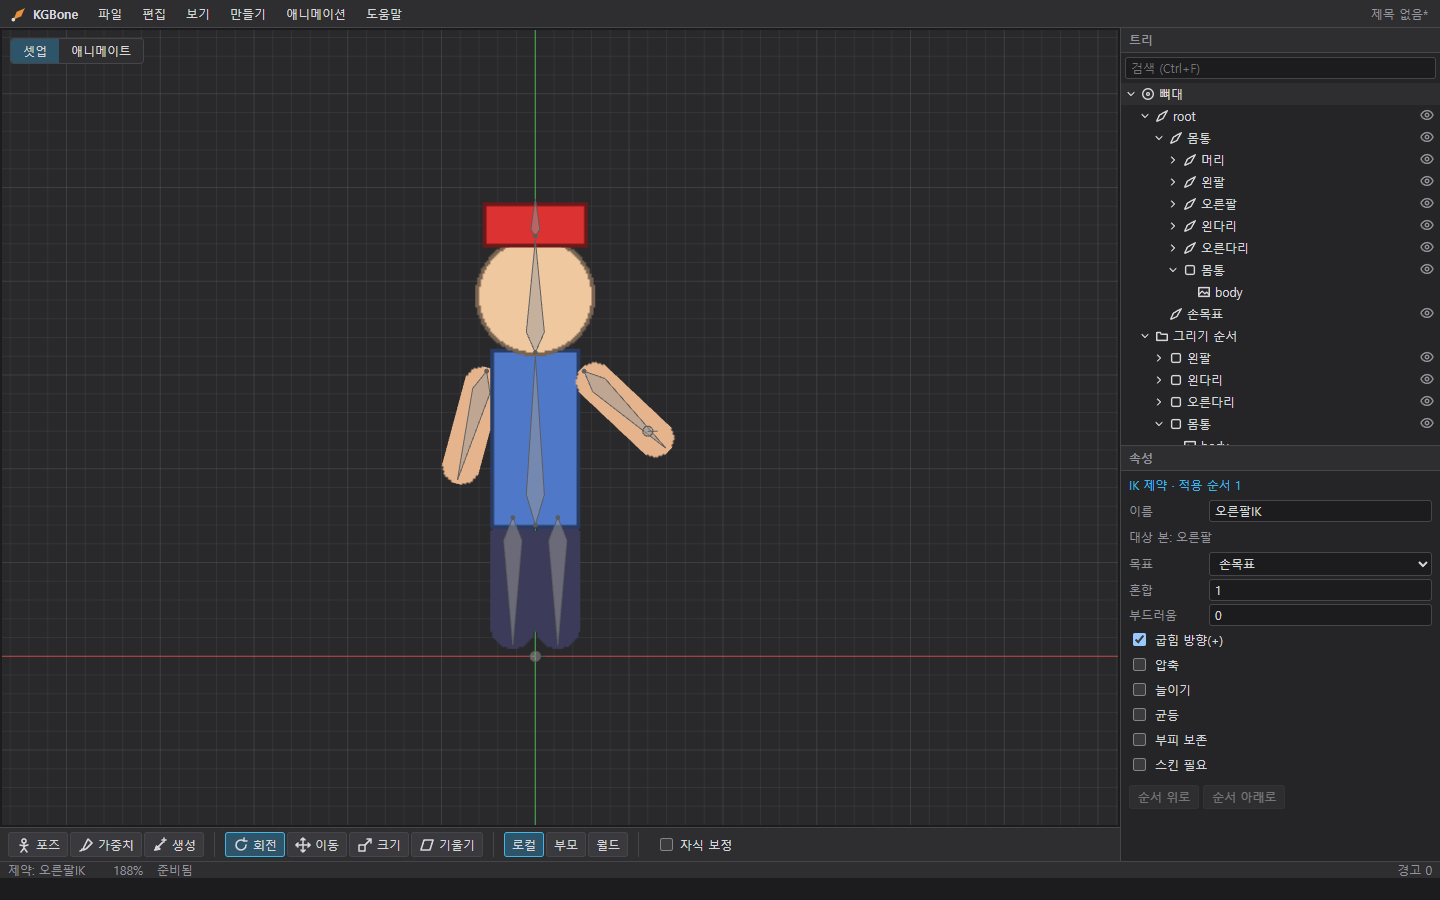 KGBone 파일 편집 보기 만들기 애니메이션 도움말 제목 없음*
셋업 애니메이트
트리
검색 (Ctrl+F)
뼈대
root
몸통
머리
왼팔
오른팔
왼다리
오른다리
몸통
body
손목표
그리기 순서
왼팔
왼다리
오른다리
몸통
body
속성
IK 제약 · 적용 순서 1
이름 오른팔IK
대상 본: 오른팔
목표 손목표
혼합 1
부드러움 0
굽힘 방향(+)
압축
늘이기
균등
부피 보존
스킨 필요
순서 위로 순서 아래로
포즈 가중치 생성 회전 이동 크기 기울기 로컬 부모 월드 자식 보정
제약: 오른팔IK 188% 준비됨 경고 0